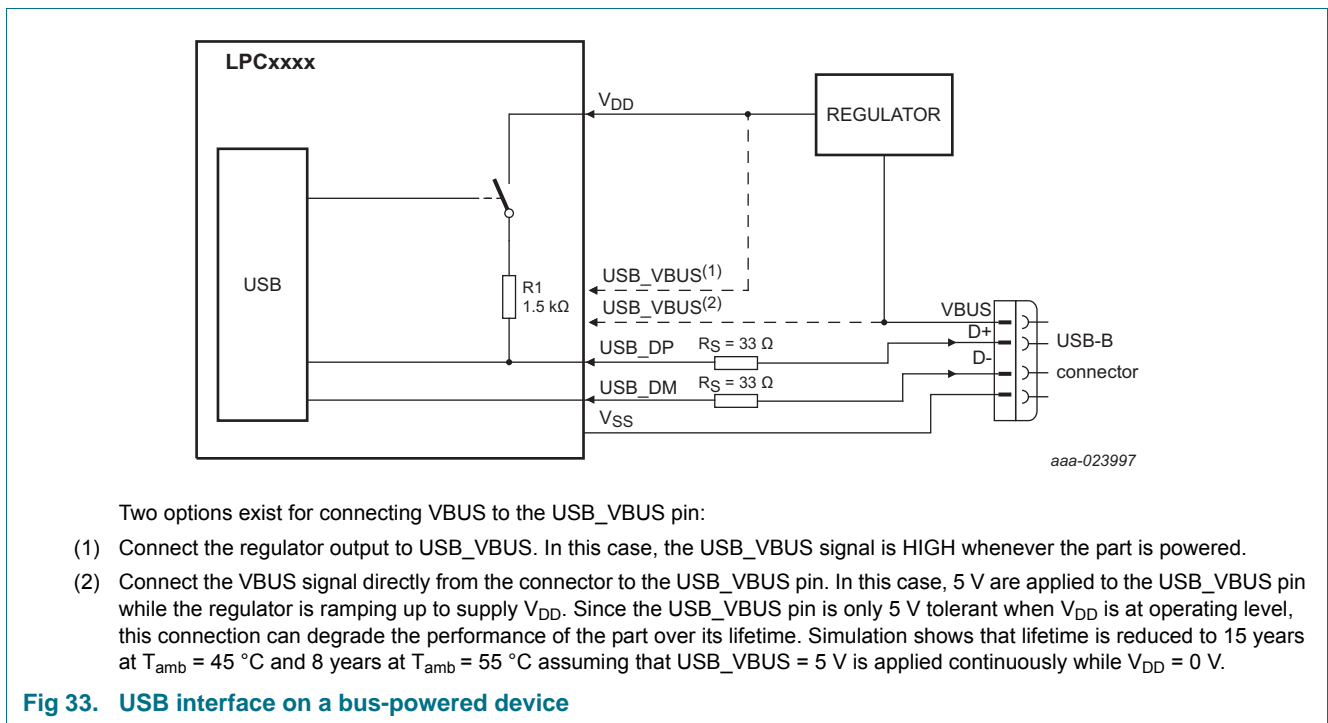 LPCxxxx
VDD
REGULATOR
USB
R1
1.5 kΩ
USB_VBUS(1)
USB_VBUS(2)
VBUS
D+
USB-B
USB_DP
RS = 33 Ω
D-
connector
USB_DM
RS = 33 Ω
VSS
aaa-023997
Two options exist for connecting VBUS to the USB_VBUS pin:
(1) Connect the regulator output to USB_VBUS. In this case, the USB_VBUS signal is HIGH whenever the part is powered.
(2) Connect the VBUS signal directly from the connector to the USB_VBUS pin. In this case, 5 V are applied to the USB_VBUS pin
while the regulator is ramping up to supply VDD. Since the USB_VBUS pin is only 5 V tolerant when VDD is at operating level,
this connection can degrade the performance of the part over its lifetime. Simulation shows that lifetime is reduced to 15 years
at Tamb = 45 °C and 8 years at Tamb = 55 °C assuming that USB_VBUS = 5 V is applied continuously while VDD = 0 V.
Fig 33. USB interface on a bus-powered device